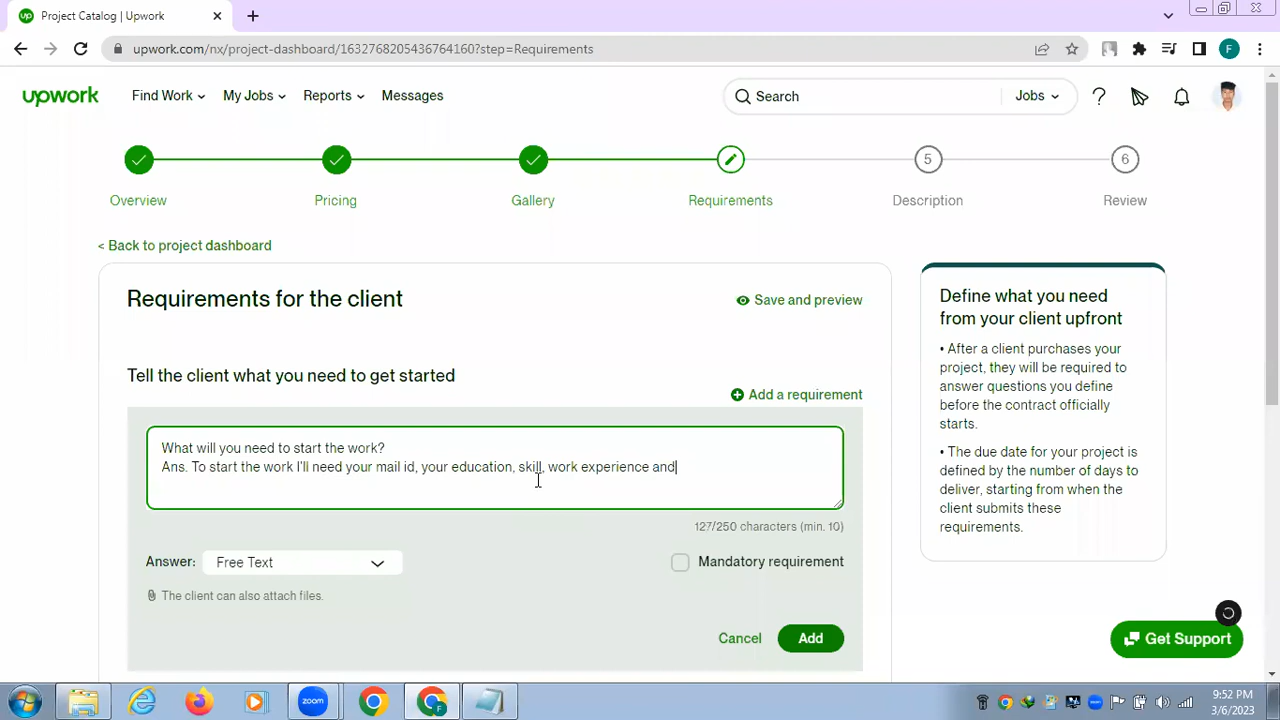 Project Catalog | Upwork
upwork.com/nx/project-dashboard/1632768205436764160?step=Requirements
F
upwork
Find Work
My Jobs
Reports
Messages
Search
Jobs
5
6
Overview
Pricing
Gallery
Requirements
Description
Review
< Back to project dashboard
Requirements for the client
Save and preview
Tell the client what you need to get started
Add a requirement
What will you need to start the work?
Ans. To start the work I'll need your mail id, your education, skill, work experience and
127/250 characters (min. 10)
Answer: Free Text
Mandatory requirement
The client can also attach files.
Cancel
Add
Define what you need
from your client upfront
• After a client purchases your
project, they will be required to
answer questions you define
before the contract officially
starts.
• The due date for your project is
defined by the number of days to
deliver, starting from when the
client submits these
requirements.
Get Support
zoom
F
9:52 PM
3/6/2023